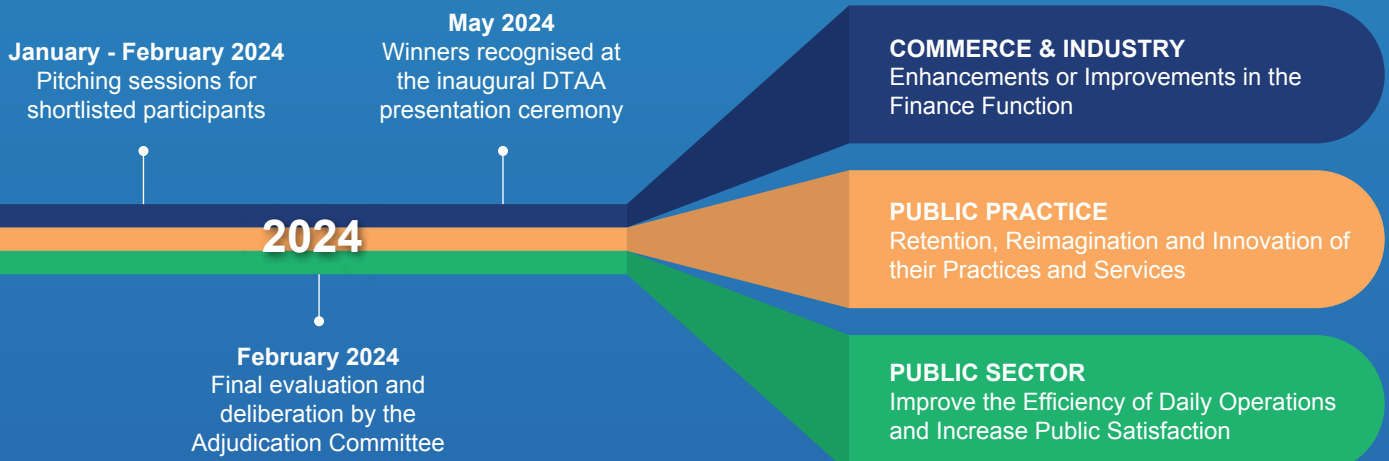 January - February 2024
Pitching sessions for
shortlisted participants
May 2024
Winners recognised at
the inaugural DTAA
presentation ceremony
2024
February 2024
Final evaluation and
deliberation by the
Adjudication Committee
COMMERCE & INDUSTRY
Enhancements or Improvements in the
Finance Function
PUBLIC PRACTICE
Retention, Reimagination and Innovation of
their Practices and Services
PUBLIC SECTOR
Improve the Efficiency of Daily Operations
and Increase Public Satisfaction